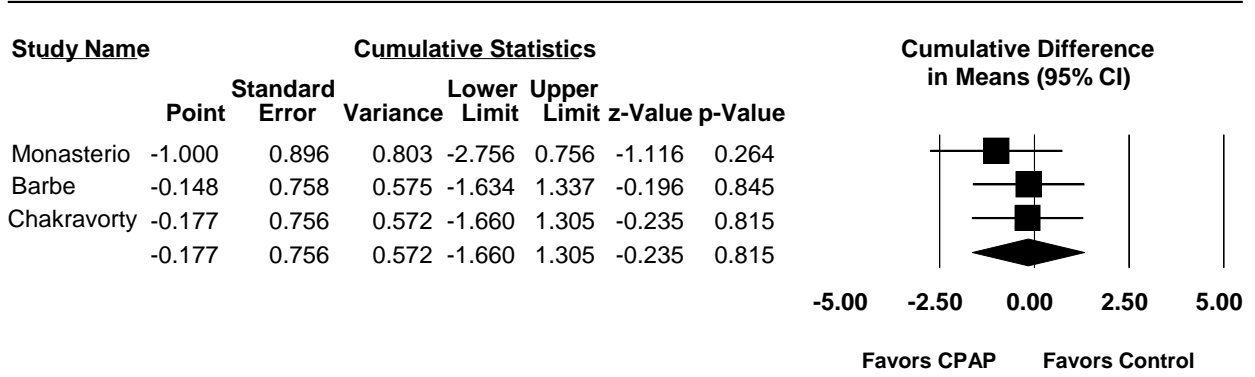 Study Name Cumulative Statistics Cumulative Difference
in Means (95% CI)
Standard Lower Upper
Point Error Variance Limit Limit z-Value p-Value
Monasterio -1.000 0.896 0.803 -2.756 0.756 -1.116 0.264
Barbe -0.148 0.758 0.575 -1.634 1.337 -0.196 0.845
Chakravorty -0.177 0.756 0.572 -1.660 1.305 -0.235 0.815
-0.177 0.756 0.572 -1.660 1.305 -0.235 0.815
-5.00 -2.50 0.00 2.50 5.00
Favors CPAP Favors Control